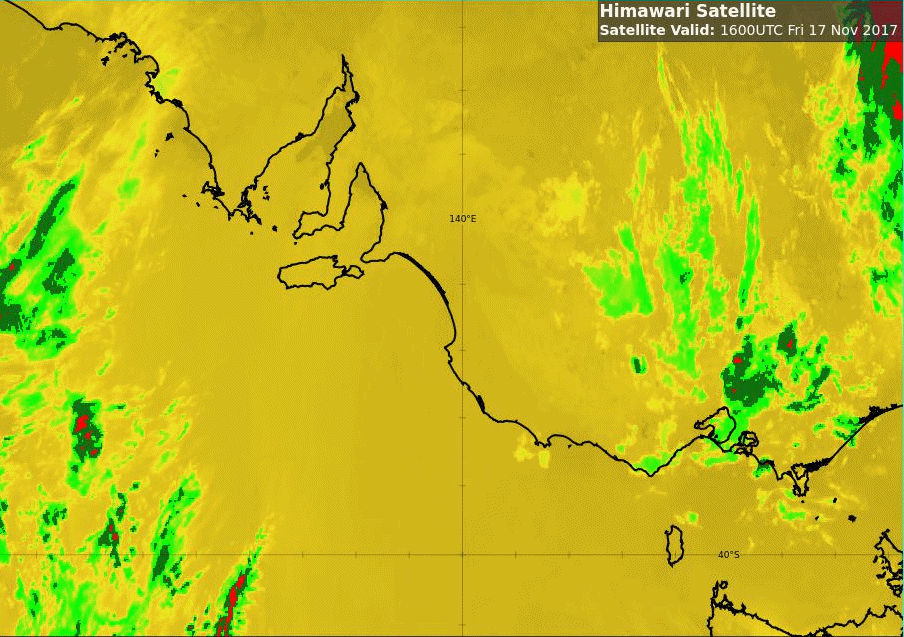 Himawari Satellite
Satellite Valid: 1600UTC Fri 17 Nov 2017
140°E
40°S